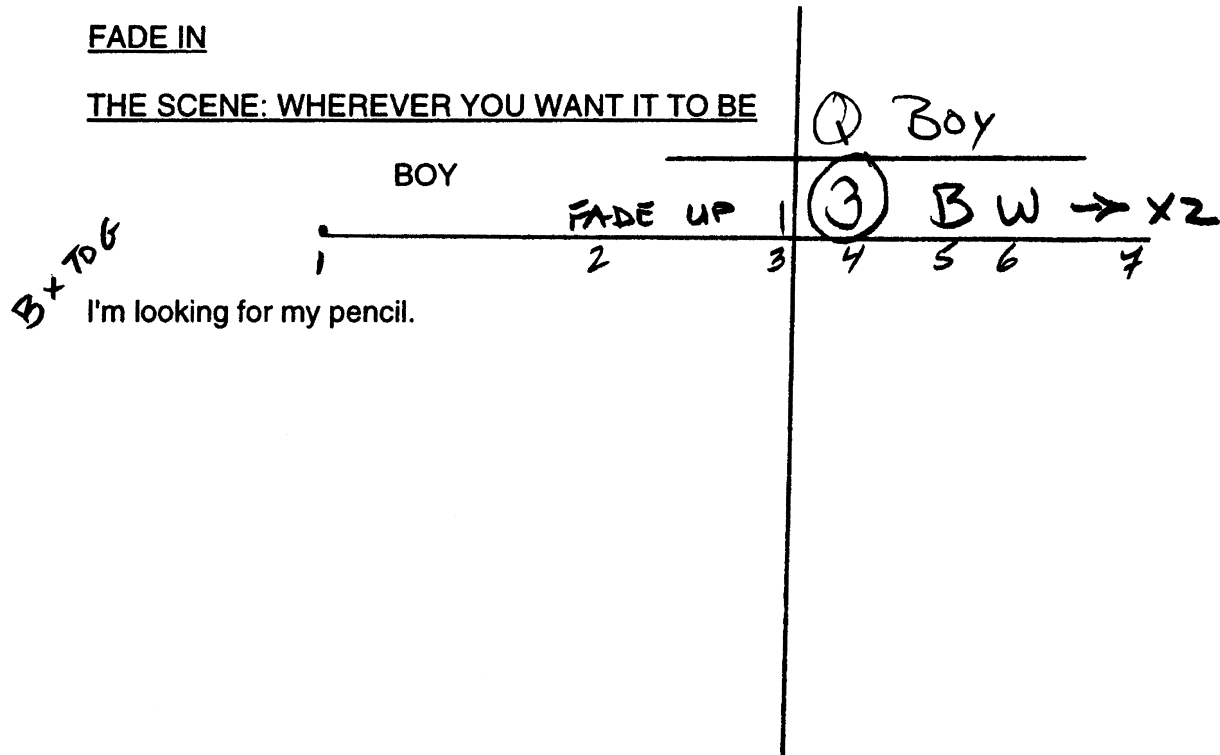 FADE IN
THE SCENE: WHEREVER YOU WANT IT TO BE
Q BOY
BOY
FADE UP 1 3 B W → X2
1 2 3 4 5 6 7
B X TO G
I'm looking for my pencil.